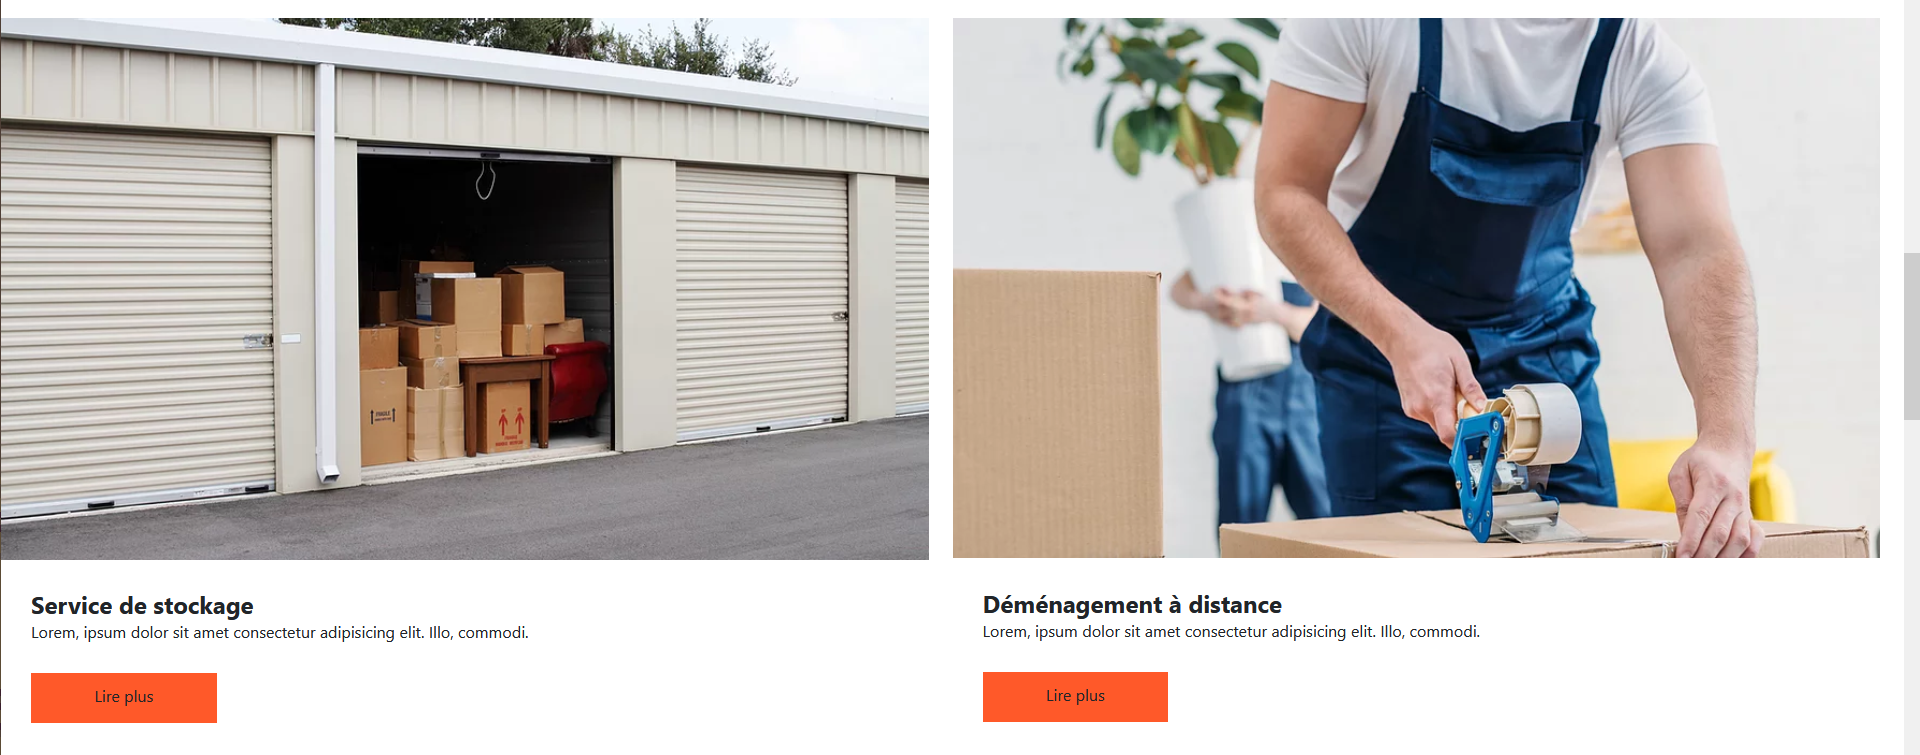 FRAGILE
Service de stockage
Lorem, ipsum dolor sit amet consectetur adipisicing elit. Illo, commodi.
Lire plus
Déménagement à distance
Lorem, ipsum dolor sit amet consectetur adipisicing elit. Illo, commodi.
Lire plus